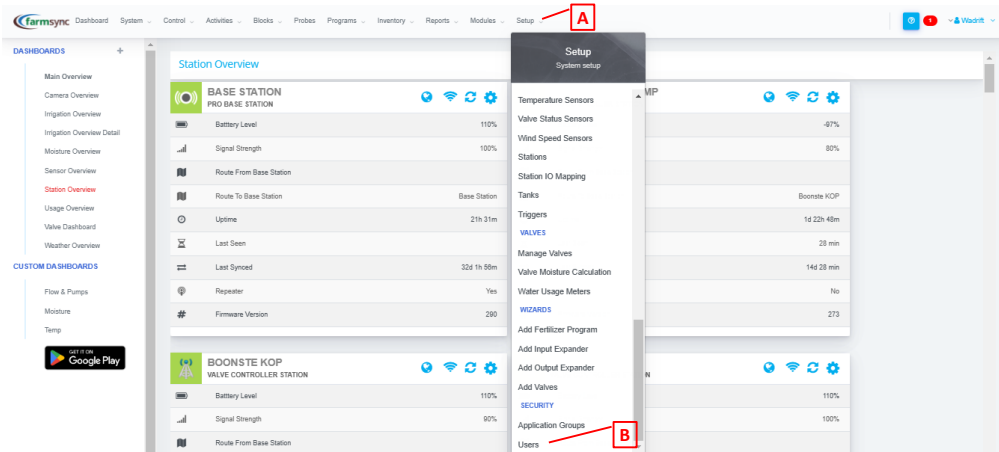 farmsync Dashboard System Control Activities Blocks Probes Programs Inventory Reports Modules Setup A 1 Wadrift
DASHBOARDS +
Main Overview
Camera Overview
Irrigation Overview
Irrigation Overview Detail
Moisture Overview
Sensor Overview
Station Overview
Usage Overview
Valve Dashboard
Weather Overview
CUSTOM DASHBOARDS
Flow & Pumps
Moisture
Temp
GET IT ON
Google Play
Station Overview
BASE STATION
PRO BASE STATION
Batttery Level 110%
Signal Strength 100%
Route From Base Station
Route To Base Station Base Station
Uptime 21h 31m
Last Seen
Last Synced 32d 1h 56m
Repeater Yes
Firmware Version 280
BOONSTE KOP
VALVE CONTROLLER STATION
Batttery Level 110%
Signal Strength 90%
Route From Base Station
Setup
System setup
Temperature Sensors
Valve Status Sensors
Wind Speed Sensors
Stations
Station IO Mapping
Tanks
Triggers
VALVES
Manage Valves
Valve Moisture Calculation
Water Usage Meters
WIZARDS
Add Fertilizer Program
Add Input Expander
Add Output Expander
Add Valves
SECURITY
Application Groups
Users B
MP
-97%
80%
Boonste KOP
1d 22h 48m
28 min
14d 28 min
No
273
N
110%
100%